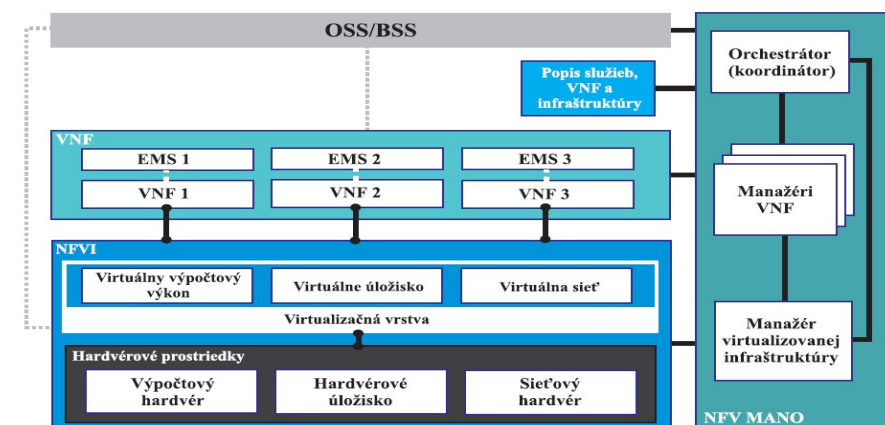 OSS/BSS
Popis služieb,
VNF a
infraštruktúry
VNF
EMS 1
EMS 2
EMS 3
VNF 1
VNF 2
VNF 3
NFVI
Virtuálny výpočtový
výkon
Virtuálne úložisko
Virtuálna sieť
Virtualizačná vrstva
Hardvérové prostriedky
Výpočtový
hardvér
Hardvérové
úložisko
Sieťový
hardvér
Orchestrátor
(koordinátor)
Manažéri
VNF
Manažér
virtualizovanej
infraštruktúry
NFV MANO